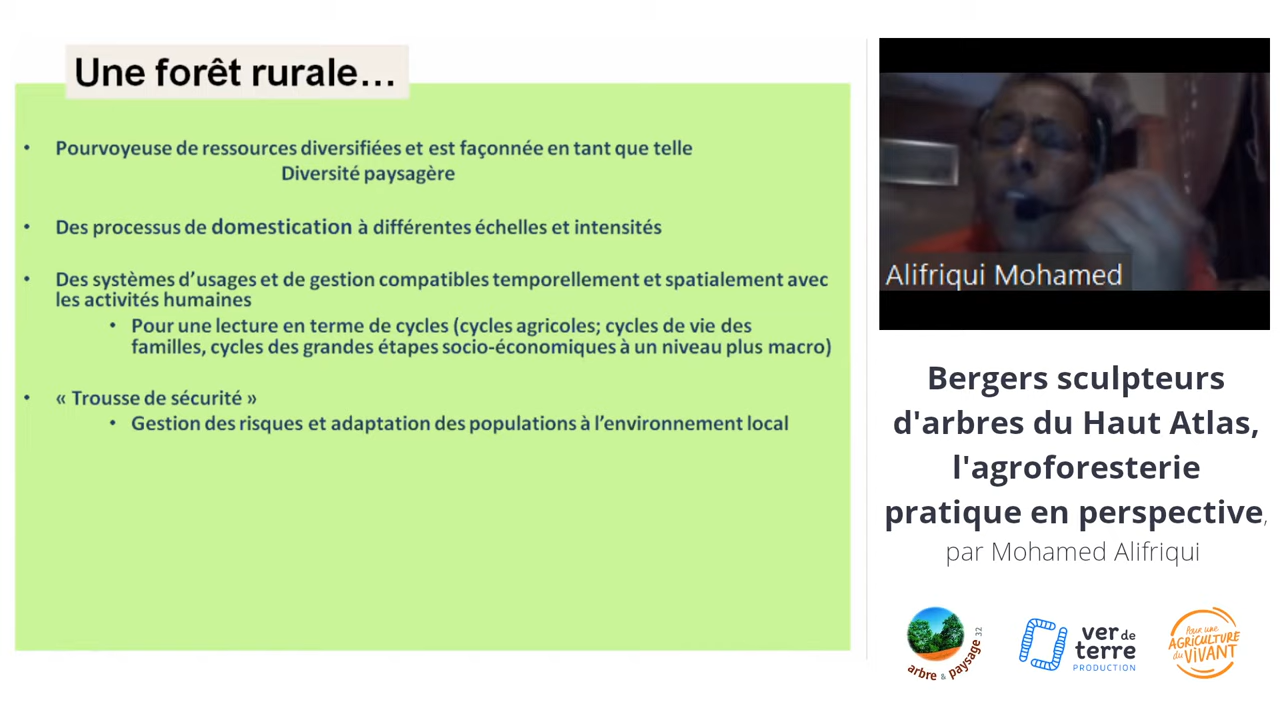 Une forêt rurale…
• Pourvoyeuse de ressources diversifiées et est façonnée en tant que telle
Diversité paysagère
• Des processus de domestication à différentes échelles et intensités
• Des systèmes d’usages et de gestion compatibles temporellement et spatialement avec
les activités humaines
• Pour une lecture en terme de cycles (cycles agricoles; cycles de vie des
familles, cycles des grandes étapes socio-économiques à un niveau plus macro)
• « Trousse de sécurité »
• Gestion des risques et adaptation des populations à l’environnement local
Alifriqui Mohamed
Bergers sculpteurs
d'arbres du Haut Atlas,
l'agroforesterie
pratique en perspective,
par Mohamed Alifriqui
arbre & paysage 32
ver de
terre
PRODUCTION
Pour une
AGRICULTURE
du VIVANT